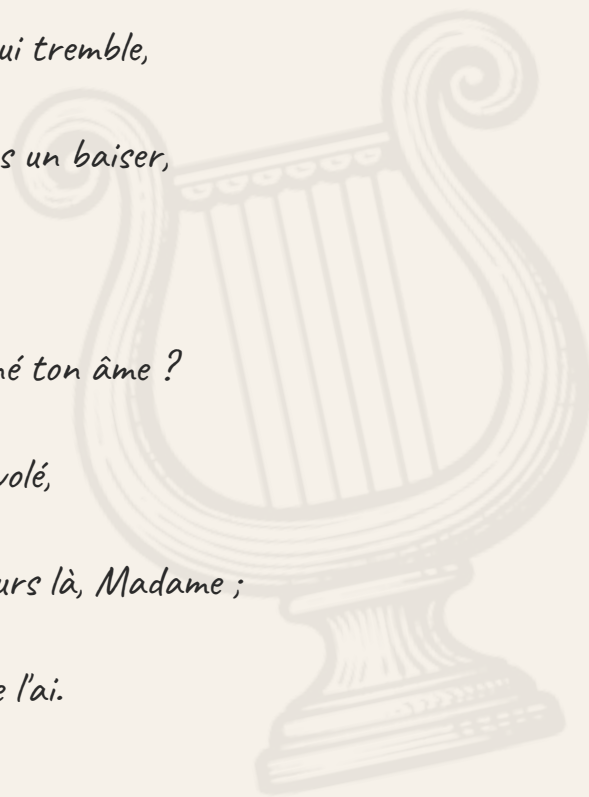 ui tremble,
s un baiser,
né ton âme ?
volé,
urs là, Madame ;
e l'ai.